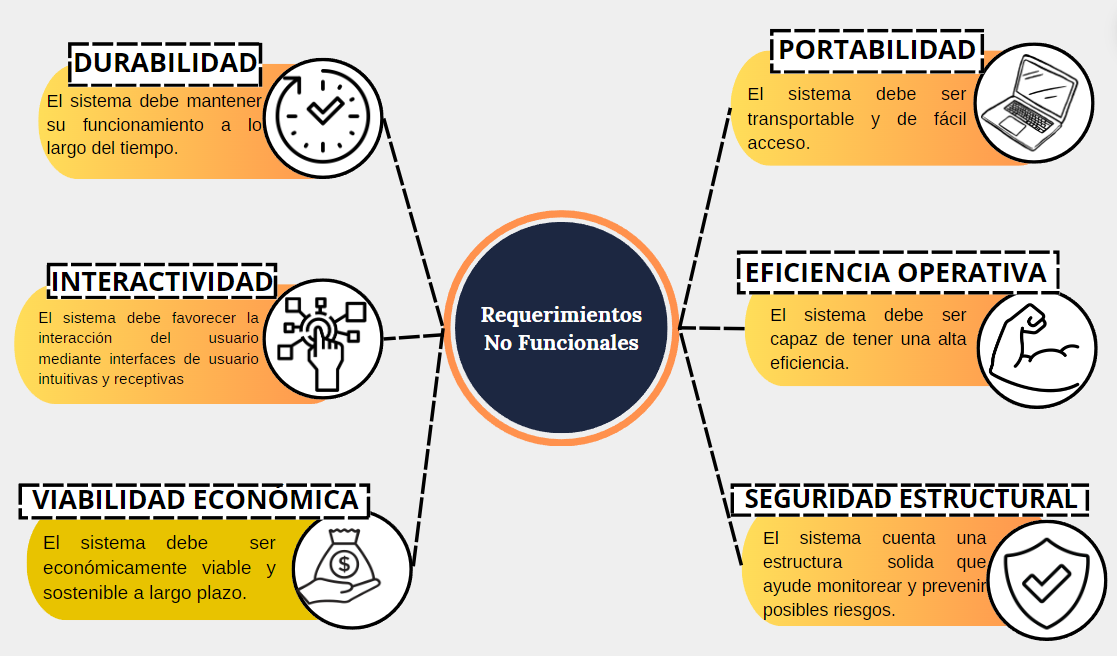 DURABILIDAD
El sistema debe mantener
su funcionamiento a lo
largo del tiempo.
INTERACTIVIDAD
El sistema debe favorecer la
interacción del usuario
mediante interfaces de usuario
intuitivas y receptivas
VIABILIDAD ECONÓMICA
El sistema debe ser
económicamente viable y
sostenible a largo plazo.
$
Requerimientos
No Funcionales
PORTABILIDAD
El sistema debe ser
transportable y de fácil
acceso.
EFICIENCIA OPERATIVA
El sistema debe ser
capaz de tener una alta
eficiencia.
SEGURIDAD ESTRUCTURAL
El sistema cuenta una
estructura solida que
ayude monitorear y prevenir
posibles riesgos.